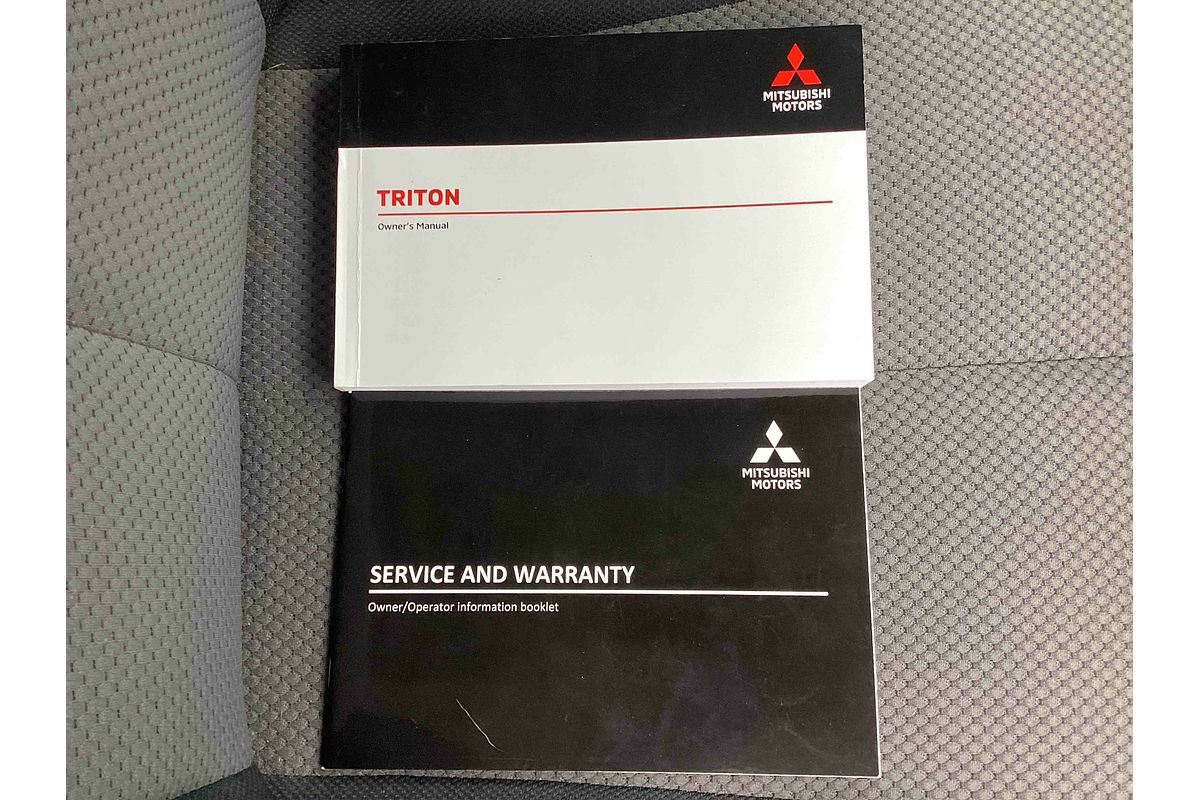 MITSUBISHI
MOTORS
TRITON
Owner's Manual
MITSUBISHI
MOTORS
SERVICE AND WARRANTY
Owner/Operator information booklet